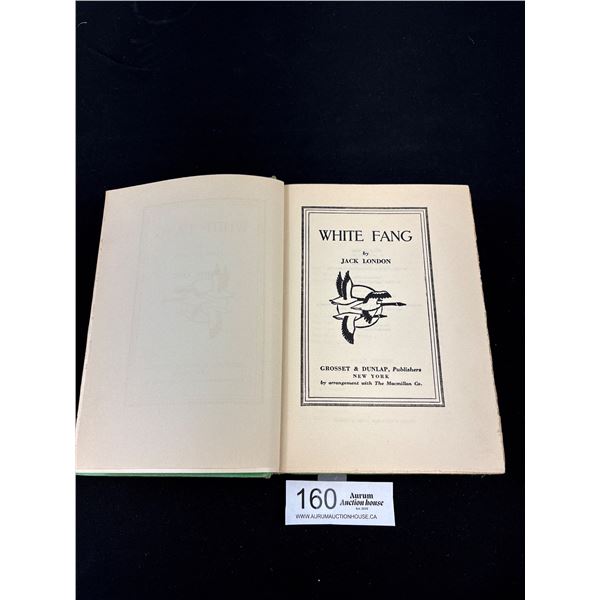 WHITE FANG
by
JACK LONDON
GROSSET & DUNLAP, Publishers
NEW YORK
by arrangement with The Macmillan Co.
160
Aurum
Auction house
WWW.AURUMAUCTIONHOUSE.CA